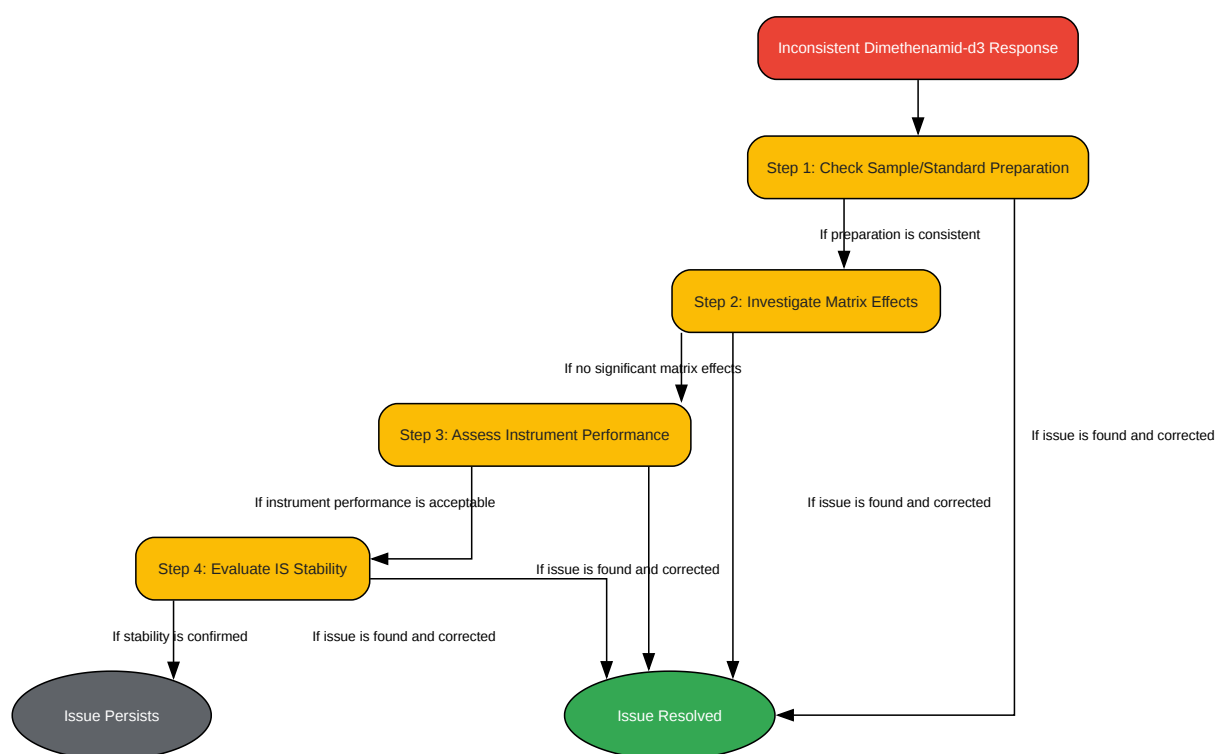 Inconsistent Dimethenamid-d3 Response
Step 1: Check Sample/Standard Preparation
If preparation is consistent
Step 2: Investigate Matrix Effects
If no significant matrix effects
Step 3: Assess Instrument Performance
If issue is found and corrected
If instrument performance is acceptable
If issue is found and corrected
Step 4: Evaluate IS Stability
If issue is found and corrected
If stability is confirmed
If issue is found and corrected
Issue Persists
Issue Resolved